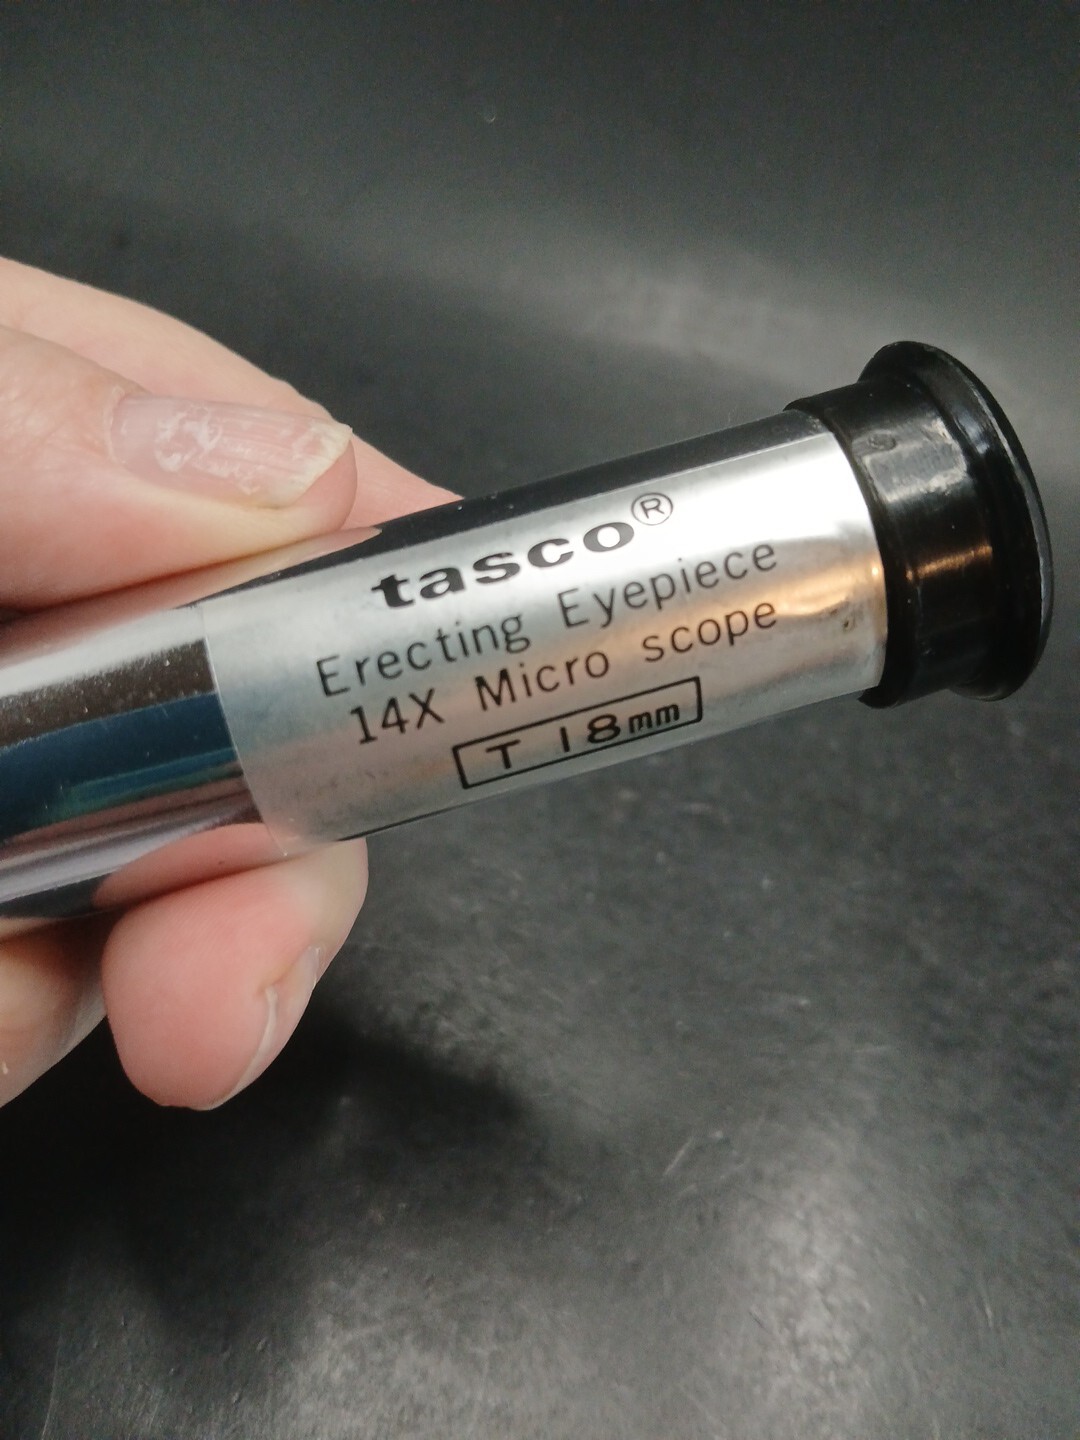 tasco®
Erecting Eyepiece
14X Micro scope
T 18mm